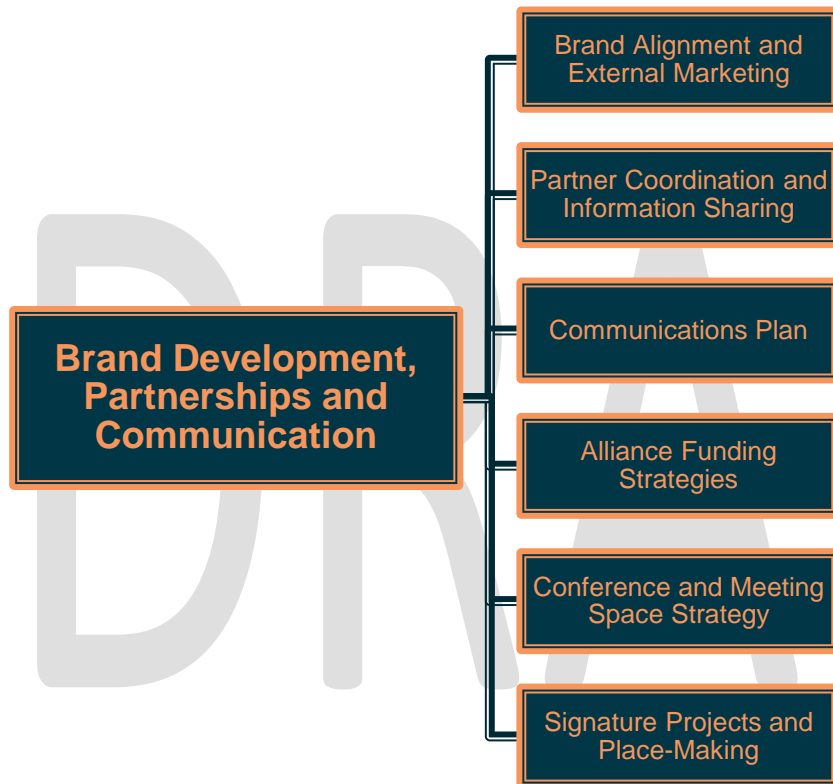 Brand Development,
Partnerships and
Communication
Brand Alignment and
External Marketing
Partner Coordination and
Information Sharing
Communications Plan
Alliance Funding
Strategies
Conference and Meeting
Space Strategy
Signature Projects and
Place-Making
DRA